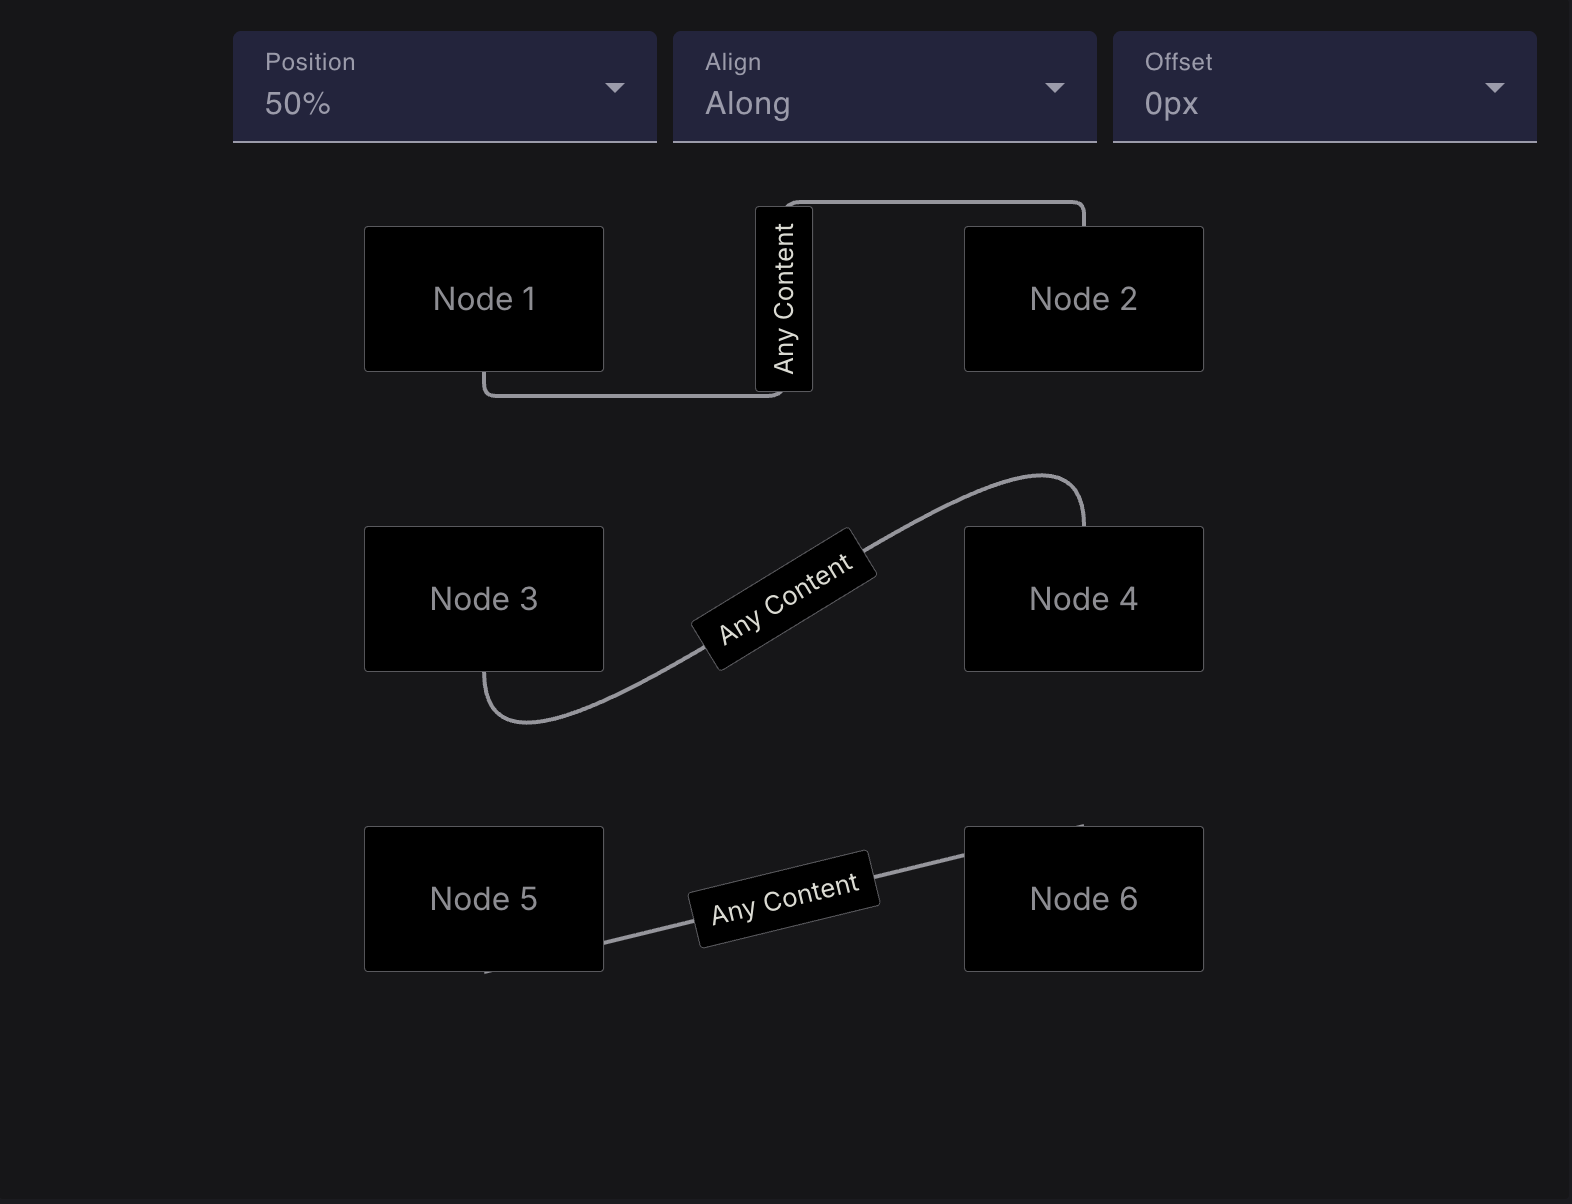 Position
50%
Align
Along
Offset
0px
Node 1
Any Content
Node 2
Node 3
Any Content
Node 4
Node 5
Any Content
Node 6